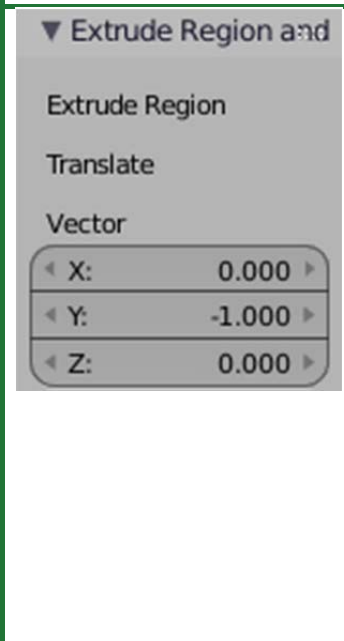 Extrude Region and
Extrude Region
Translate
Vector
X: 0.000
Y: -1.000
Z: 0.000